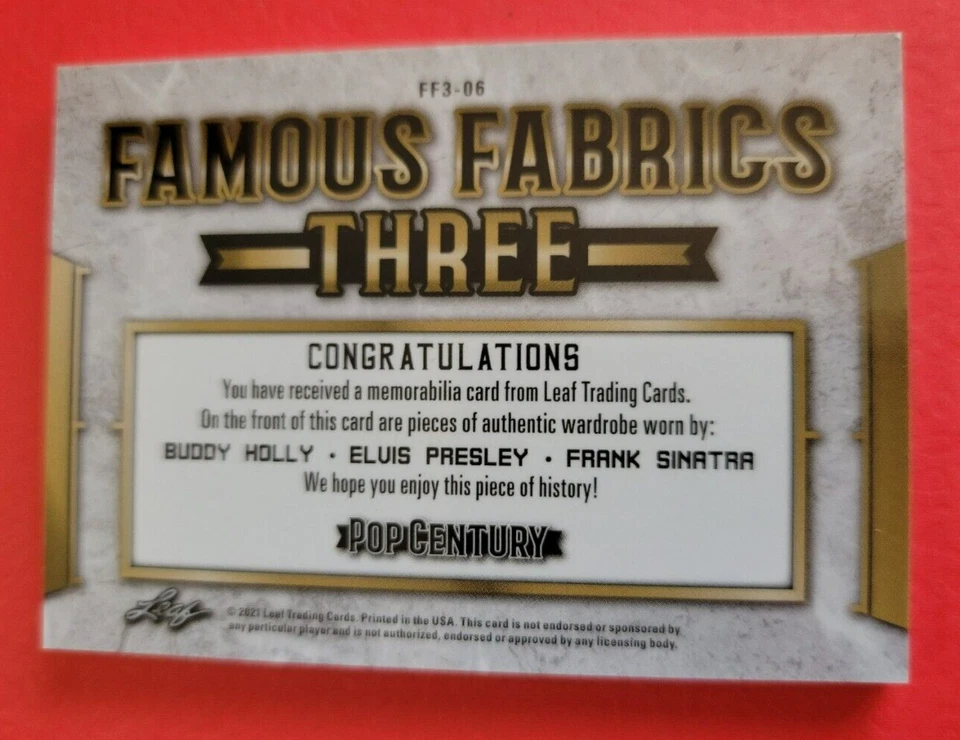 FF3-06
FAMOUS FABRICS
THREE
CONGRATULATIONS
You have received a memorabilia card from Leaf Trading Cards.
On the front of this card are pieces of authentic wardrobe worn by:
BUDDY HOLLY • ELVIS PRESLEY • FRANK SINATRA
We hope you enjoy this piece of history!
POP CENTURY
Leaf
© 2021 Leaf Trading Cards. Printed in the USA. This card is not endorsed or sponsored by
any particular player and is not authorized, endorsed or approved by any licensing body.